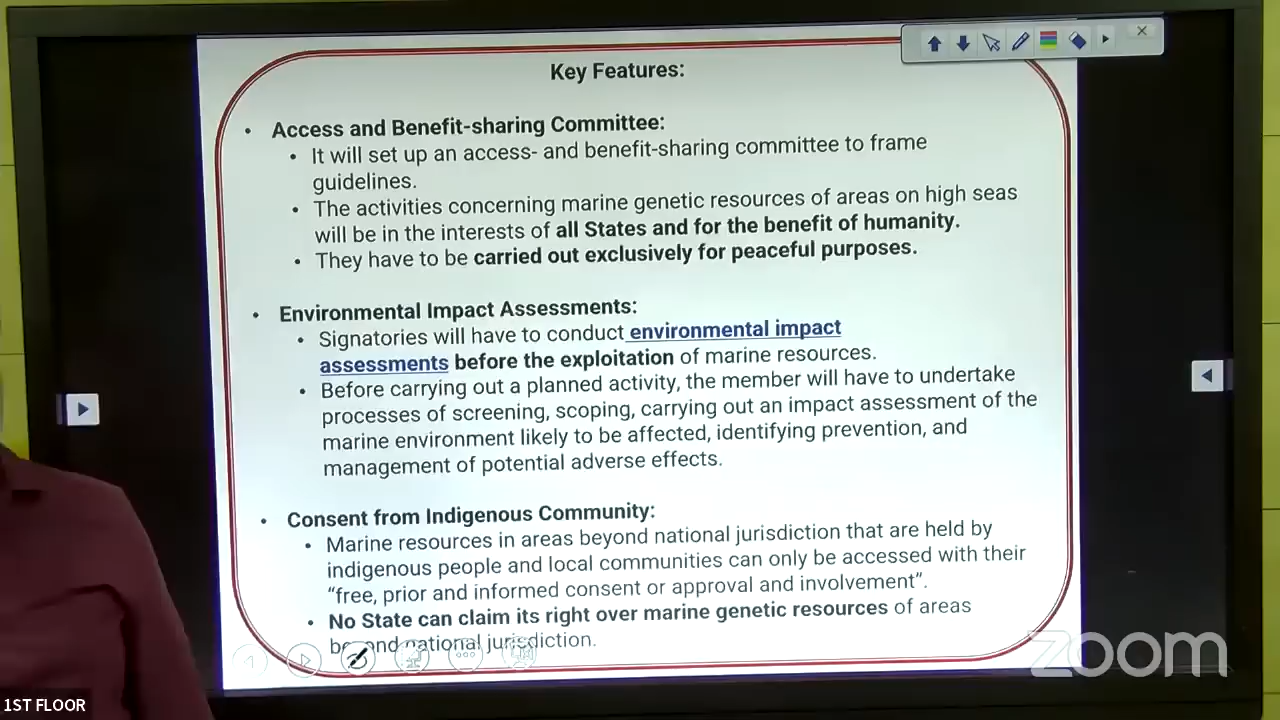 Key Features:
• Access and Benefit-sharing Committee:
• It will set up an access- and benefit-sharing committee to frame
guidelines.
• The activities concerning marine genetic resources of areas on high seas
will be in the interests of all States and for the benefit of humanity.
• They have to be carried out exclusively for peaceful purposes.
• Environmental Impact Assessments:
• Signatories will have to conduct environmental impact
assessments before the exploitation of marine resources.
• Before carrying out a planned activity, the member will have to undertake
processes of screening, scoping, carrying out an impact assessment of the
marine environment likely to be affected, identifying prevention, and
management of potential adverse effects.
• Consent from Indigenous Community:
• Marine resources in areas beyond national jurisdiction that are held by
indigenous people and local communities can only be accessed with their
“free, prior and informed consent or approval and involvement”.
• No State can claim its right over marine genetic resources of areas
beyond national jurisdiction.
zoom
1ST FLOOR